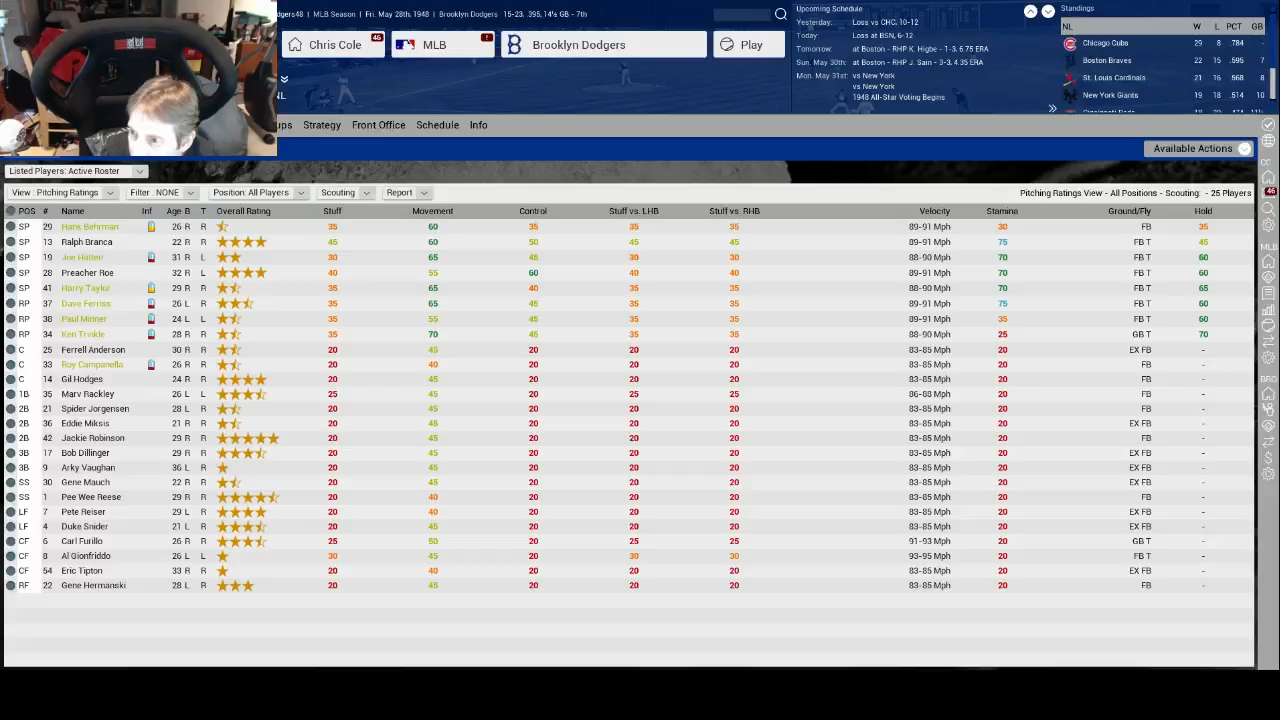 dgers48 | MLB Season | Fri. May 28th, 1948 | Brooklyn Dodgers 15-23, .395, 14½ GB - 7th
Chris Cole 46 MLB ! Brooklyn Dodgers Play
NL
Upcoming Schedule
Yesterday: Loss vs CHC, 10-12
Today: Loss at BSN, 6-12
Tomorrow: at Boston - RHP K. Higbe - 1-3, 6.75 ERA
Sun. May 30th: at Boston - RHP J. Sain - 3-3, 4.35 ERA
Mon. May 31st: vs New York
vs New York
1948 All-Star Voting Begins
Standings
NL W L PCT GB
Chicago Cubs 29 8 .784 -
Boston Braves 22 15 .595 7
St. Louis Cardinals 21 16 .568 8
New York Giants 19 18 .514 10
ups Strategy Front Office Schedule Info
Available Actions
Listed Players: Active Roster
View : Pitching Ratings Filter : NONE Position: All Players Scouting Report Pitching Ratings View - All Positions - Scouting: - 25 Players
POS # Name Inf Age B T Overall Rating Stuff Movement Control Stuff vs. LHB Stuff vs. RHB Velocity Stamina Ground/Fly Hold
SP 29 Hank Behrman 26 R R 35 60 35 35 35 89-91 Mph 30 FB 35
SP 13 Ralph Branca 22 R R 45 60 50 45 45 89-91 Mph 75 FB T 45
SP 19 Joe Hatten 31 R L 30 65 45 30 30 88-90 Mph 70 FB T 60
SP 28 Preacher Roe 32 R L 40 55 60 40 40 89-91 Mph 70 FB T 60
SP 41 Harry Taylor 29 R R 35 65 35 35 35 88-90 Mph 70 FB T 65
RP 37 Dave Ferriss 26 L R 35 65 45 35 35 89-91 Mph 75 FB T 60
RP 38 Paul Minner 24 L L 35 55 45 35 35 89-91 Mph 35 FB T 60
RP 34 Ken Trinkle 28 R R 35 70 45 35 35 88-90 Mph 25 GB T 70
C 25 Ferrell Anderson 30 R R 20 45 20 20 20 83-85 Mph 20 EX FB -
C 33 Roy Campanella 26 R R 20 40 20 20 20 83-85 Mph 20 EX FB -
C 14 Gil Hodges 24 R R 20 45 20 20 20 83-85 Mph 20 FB -
1B 35 Marv Rackley 26 L L 25 45 20 25 25 86-88 Mph 20 FB -
2B 21 Spider Jorgensen 28 L R 20 45 20 20 20 83-85 Mph 20 FB -
2B 36 Eddie Miksis 21 R R 20 45 20 20 20 83-85 Mph 20 EX FB -
2B 42 Jackie Robinson 29 R R 20 45 20 20 20 83-85 Mph 20 FB -
3B 17 Bob Dillinger 29 R R 20 45 20 20 20 83-85 Mph 20 EX FB -
3B 9 Arky Vaughan 36 L R 20 45 20 20 20 83-85 Mph 20 EX FB -
SS 30 Gene Mauch 22 R R 20 45 20 20 20 83-85 Mph 20 EX FB -
SS 1 Pee Wee Reese 29 R R 20 40 20 20 20 83-85 Mph 20 FB -
LF 7 Pete Reiser 29 L R 20 40 20 20 20 83-85 Mph 20 EX FB -
LF 4 Duke Snider 21 L R 20 45 20 20 20 83-85 Mph 20 EX FB -
CF 6 Carl Furillo 26 R R 25 50 20 25 25 91-93 Mph 20 GB T -
CF 8 Al Gionfriddo 26 L L 30 45 20 30 30 93-95 Mph 20 FB T -
CF 54 Eric Tipton 33 R R 20 40 20 20 20 83-85 Mph 20 EX FB -
RF 22 Gene Hermanski 28 L R 20 45 20 20 20 83-85 Mph 20 FB -
CC
46
MLB
BRO